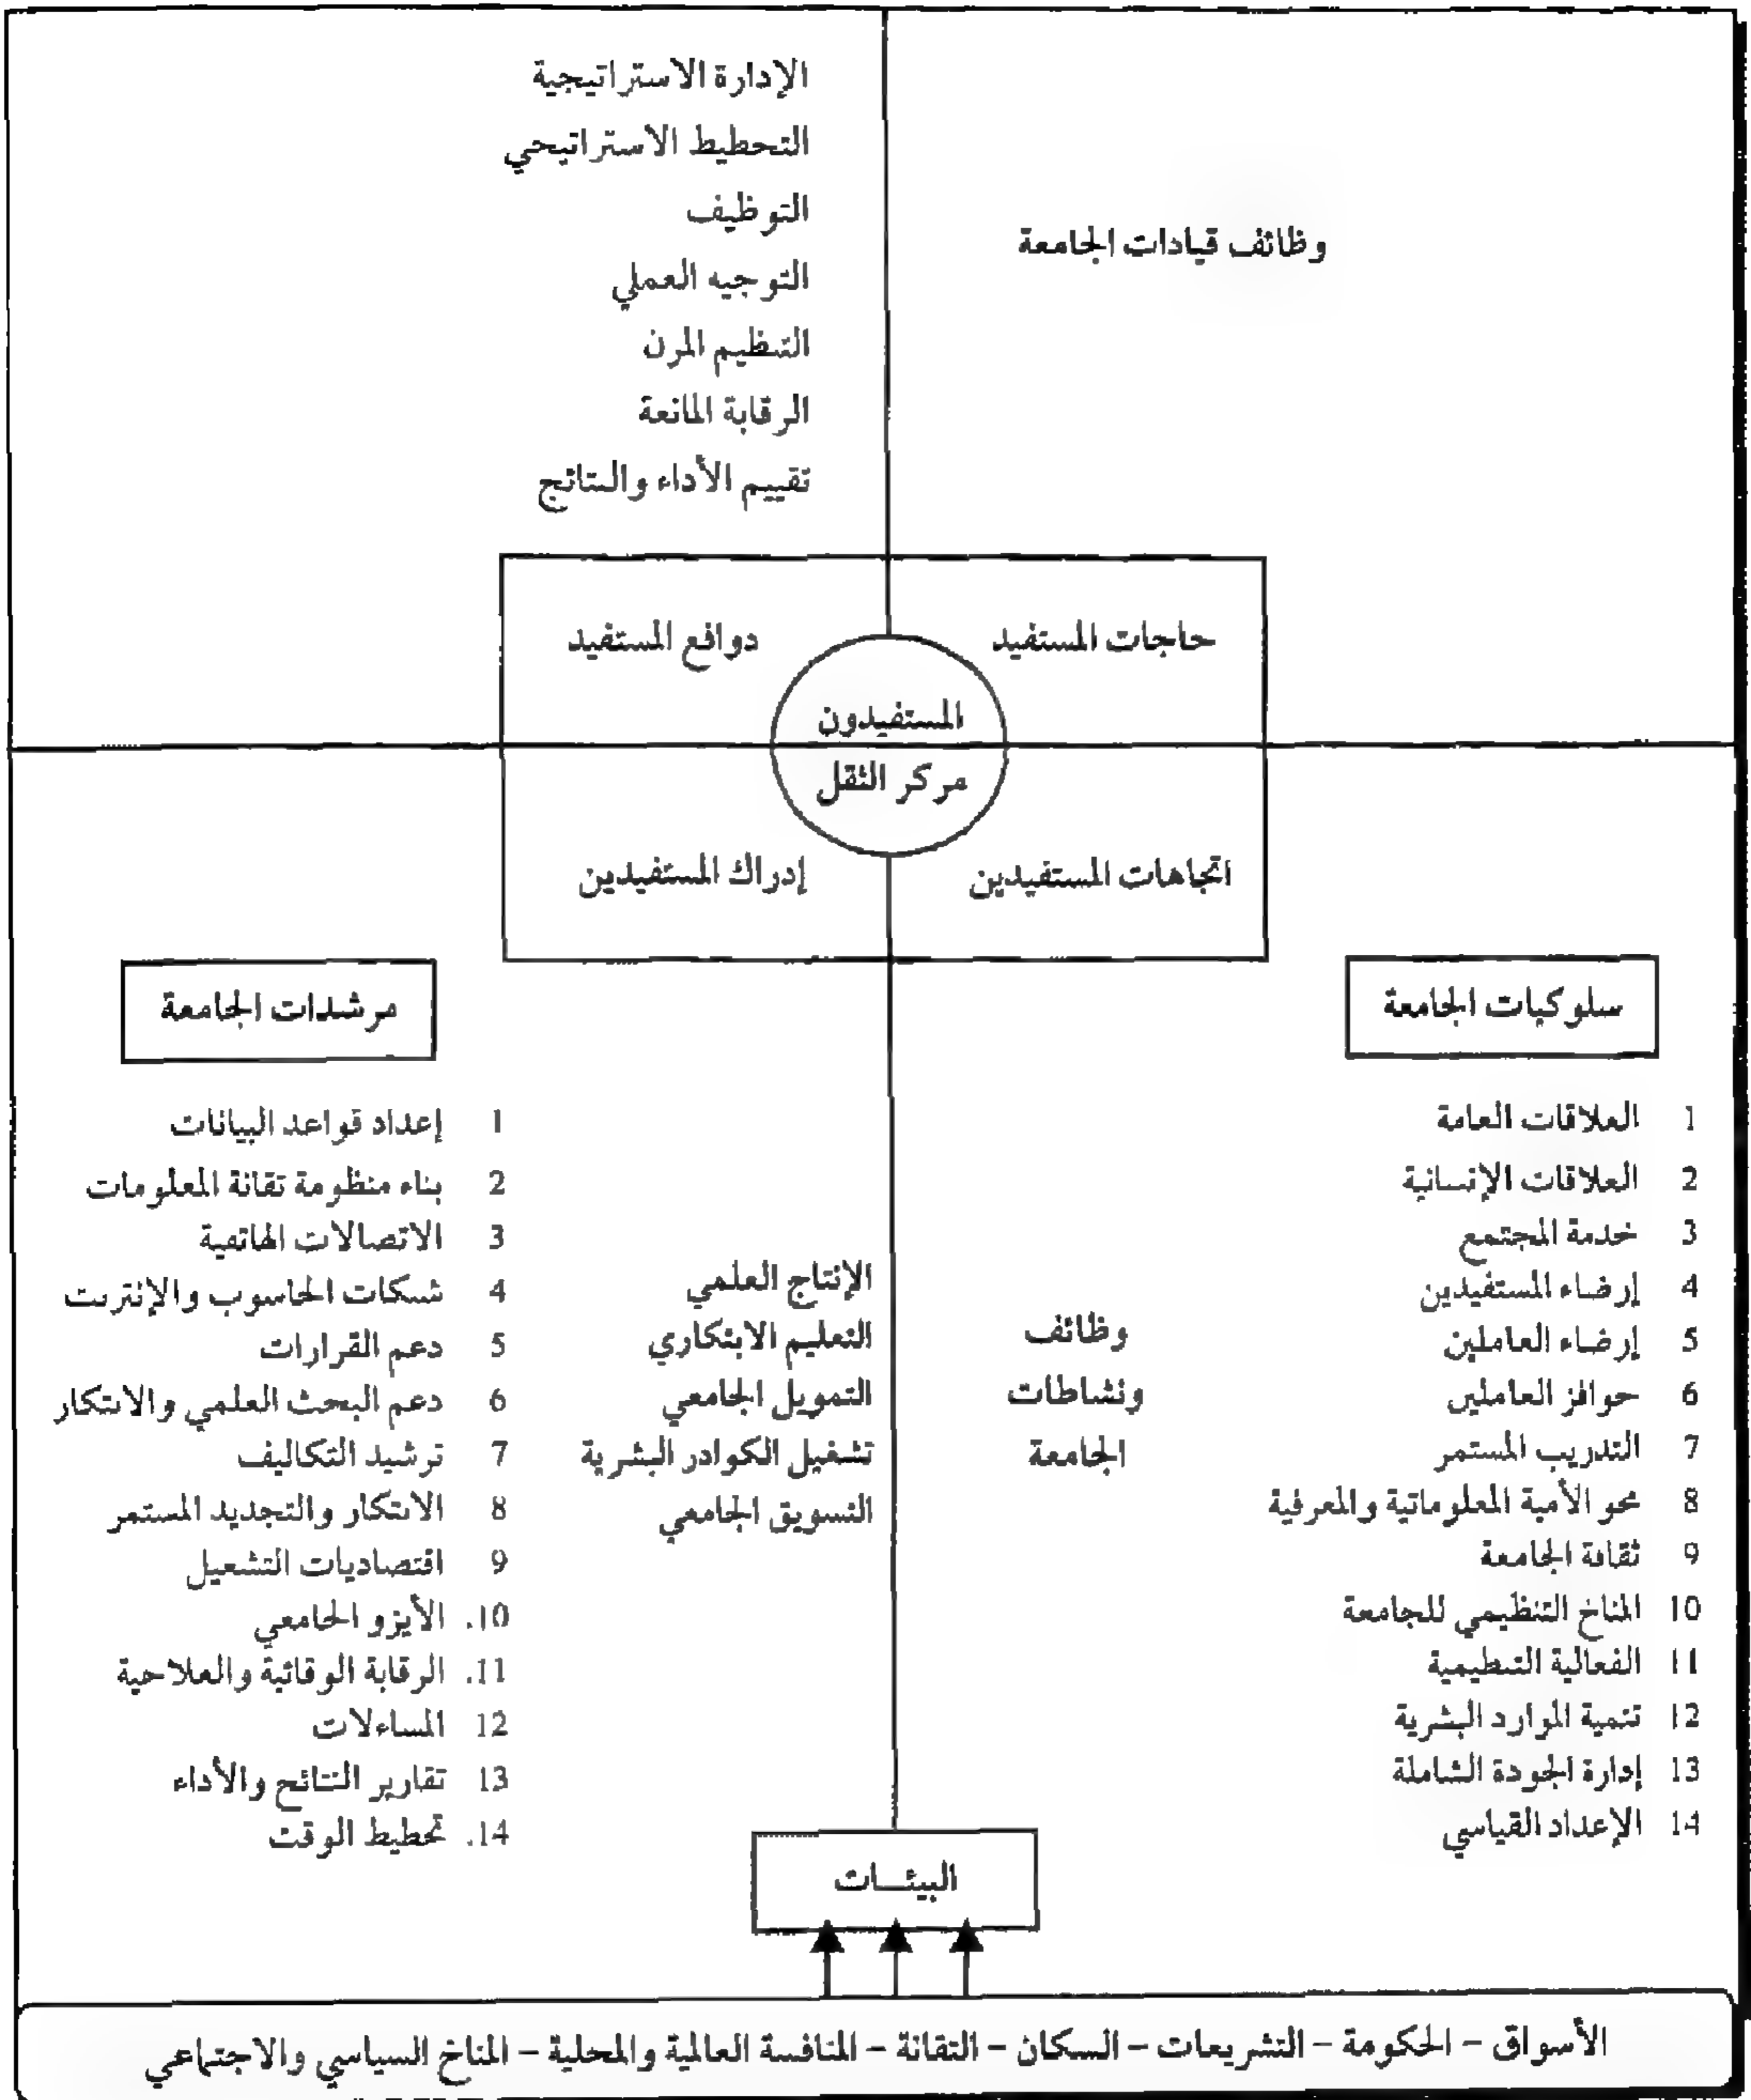 وظائف قيادات الجامعة
الإدارة الاستراتيجية
التخطيط الاستراتيجي
التوظيف
التوجيه العملي
التنظيم المرن
الرقابة المانعة
تقييم الأداء والنتائج
حاجات المستفيد
دوافع المستفيد
المستفيدون
مركز الثقل
اتجاهات المستفيدين
إدراك المستفيدين
سلوكيات الجامعة
1 العلاقات العامة
2 العلاقات الإنسانية
3 خدمة المجتمع
4 إرضاء المستفيدين
5 إرضاء العاملين
6 حوافز العاملين
7 التدريب المستمر
8 محو الأمية المعلوماتية والمعرفية
9 ثقافة الجامعة
10 المناخ التنظيمي للجامعة
11 الفعالية التنظيمية
12 تنمية الموارد البشرية
13 إدارة الجودة الشاملة
14 الإعداد القياسي
وظائف
ونشاطات
الجامعة
الإنتاج العلمي
التعليم الابتكاري
التمويل الجامعي
تشغيل الكوادر البشرية
التسويق الجامعي
مرشدات الجامعة
1 إعداد قواعد البيانات
2 بناء منظومة تقانة المعلومات
3 الاتصالات الهاتفية
4 شبكات الحاسوب والإنترنت
5 دعم القرارات
6 دعم البحث العلمي والابتكار
7 ترشيد التكاليف
8 الابتكار والتجديد المستمر
9 اقتصاديات التشغيل
10. الأيزو الجامعي
11. الرقابة الوقائية والعلاجية
12 المساءلات
13 تقارير النتائج والأداء
14. تخطيط الوقت
البيئــات
الأسواق – الحكومة – التشريعات – السكان – التقانة – المنافسة العالمية والمحلية – المناخ السياسي والاجتماعي